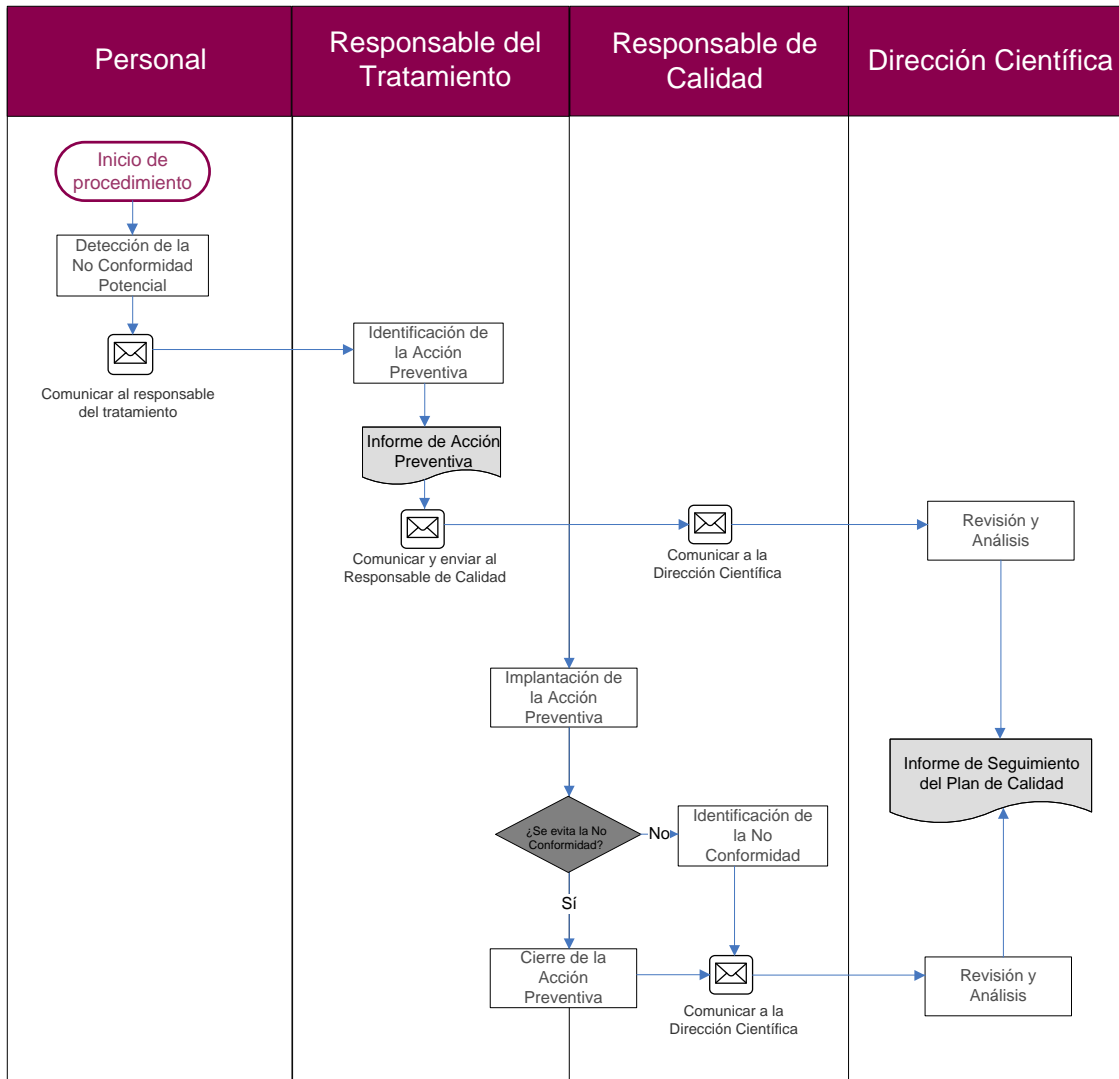 Personal
Responsable del
Tratamiento
Responsable de
Calidad
Dirección Científica
Inicio de
procedimiento
Detección de la
No Conformidad
Potencial
Comunicar al responsable
del tratamiento
Identificación de
la Acción
Preventiva
Informe de Acción
Preventiva
Comunicar y enviar al
Responsable de Calidad
Comunicar a la
Dirección Científica
Revisión y
Análisis
Implantación de
la Acción
Preventiva
Informe de Seguimiento
del Plan de Calidad
¿Se evita la No
Conformidad?
No
Identificación de
la No
Conformidad
Sí
Cierre de la
Acción
Preventiva
Comunicar a la
Dirección Científica
Revisión y
Análisis